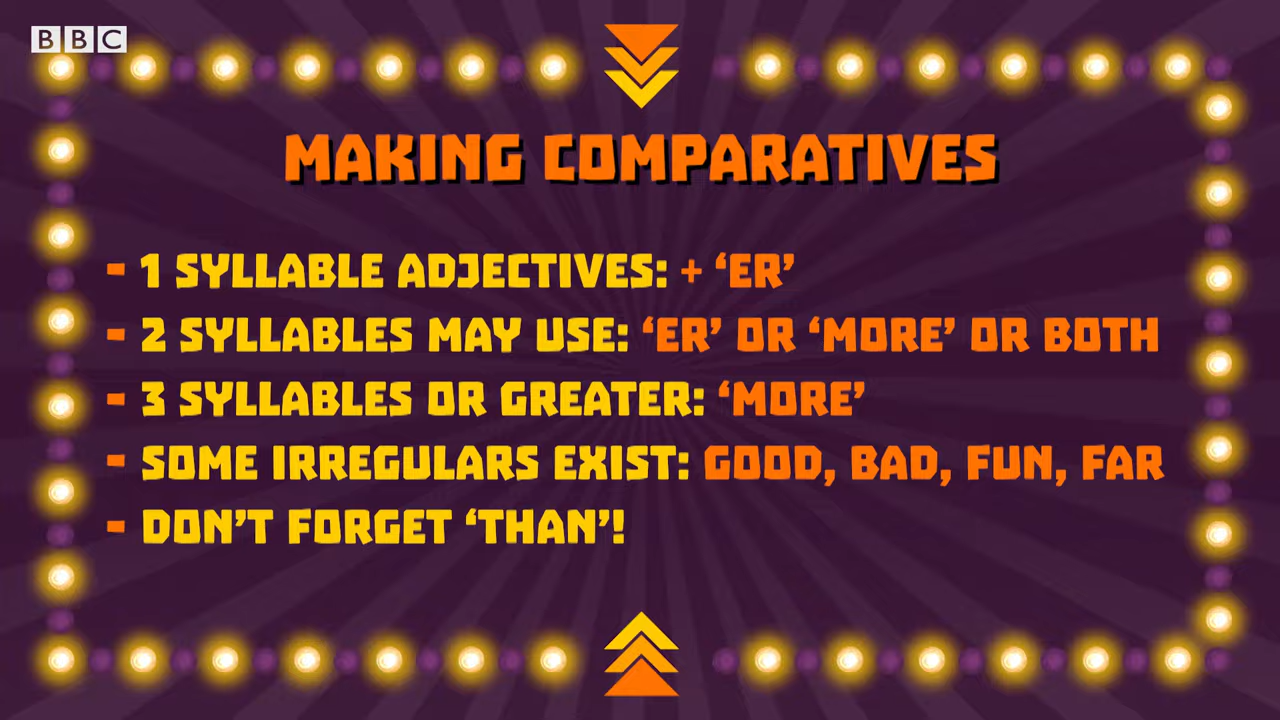 BBC
MAKING COMPARATIVES
- 1 SYLLABLE ADJECTIVES: + ‘ER’
- 2 SYLLABLES MAY USE: ‘ER’ OR ‘MORE’ OR BOTH
- 3 SYLLABLES OR GREATER: ‘MORE’
- SOME IRREGULARS EXIST: GOOD, BAD, FUN, FAR
- DON’T FORGET ‘THAN’!